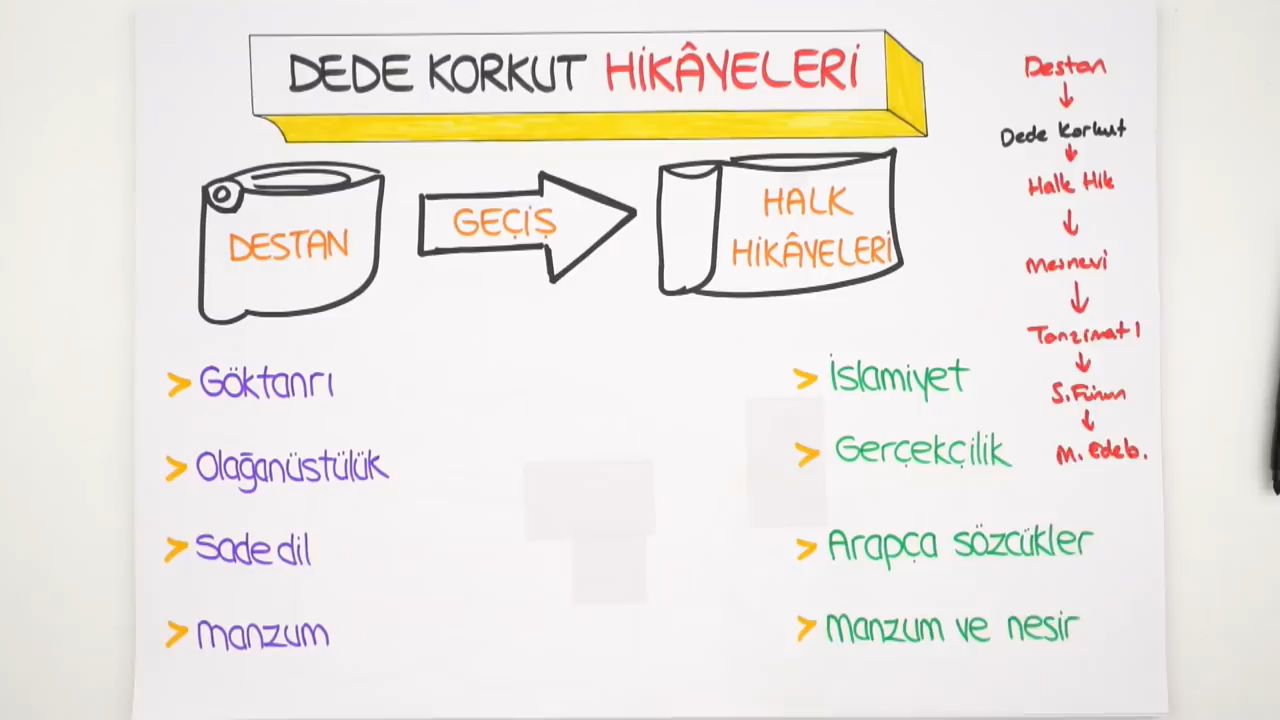 DEDE KORKUT HİKÂYELERİ
DESTAN
GEÇİŞ
HALK
HİKÂYELERİ
> Göktanrı
> Olağanüstülük
> Sade dil
> Manzum
> İslamiyet
> Gerçekçilik
> Arapça sözcükler
> Manzum ve nesir
Destan
Dede Korkut
Halk Hik
Mesnevi
Tanzimat 1
S. Fünun
M. Edeb.